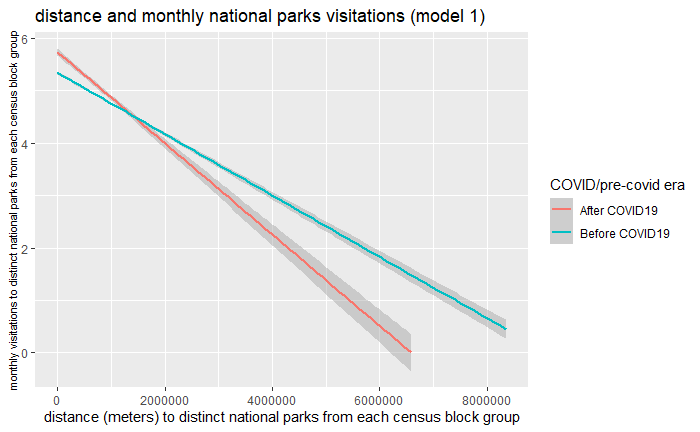 distance and monthly national parks visitations (model 1)
monthly visitations to distinct national parks from each census block group
6
4
2
0
0 2000000 4000000 6000000 8000000
distance (meters) to distinct national parks from each census block group
COVID/pre-covid era
After COVID19
Before COVID19